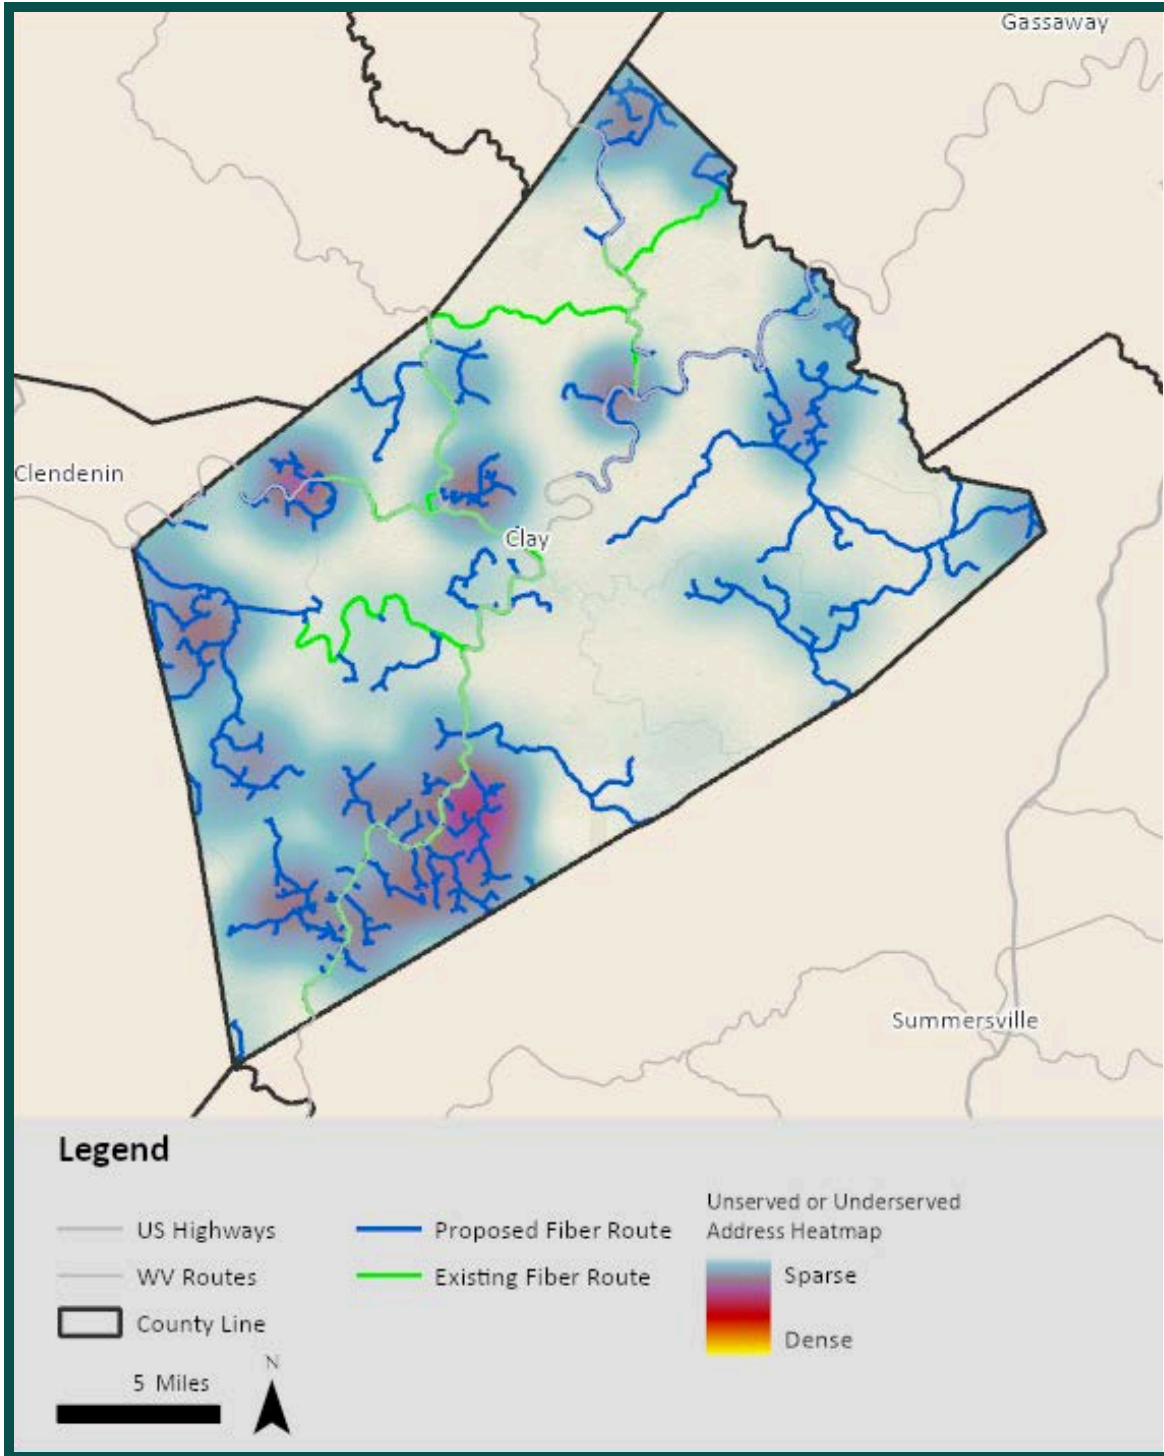 Gassaway
Clendenin
Clay
Summersville
Legend
US Highways
WV Routes
County Line
5 Miles
N
Proposed Fiber Route
Existing Fiber Route
Unserved or Underserved
Address Heatmap
Sparse
Dense